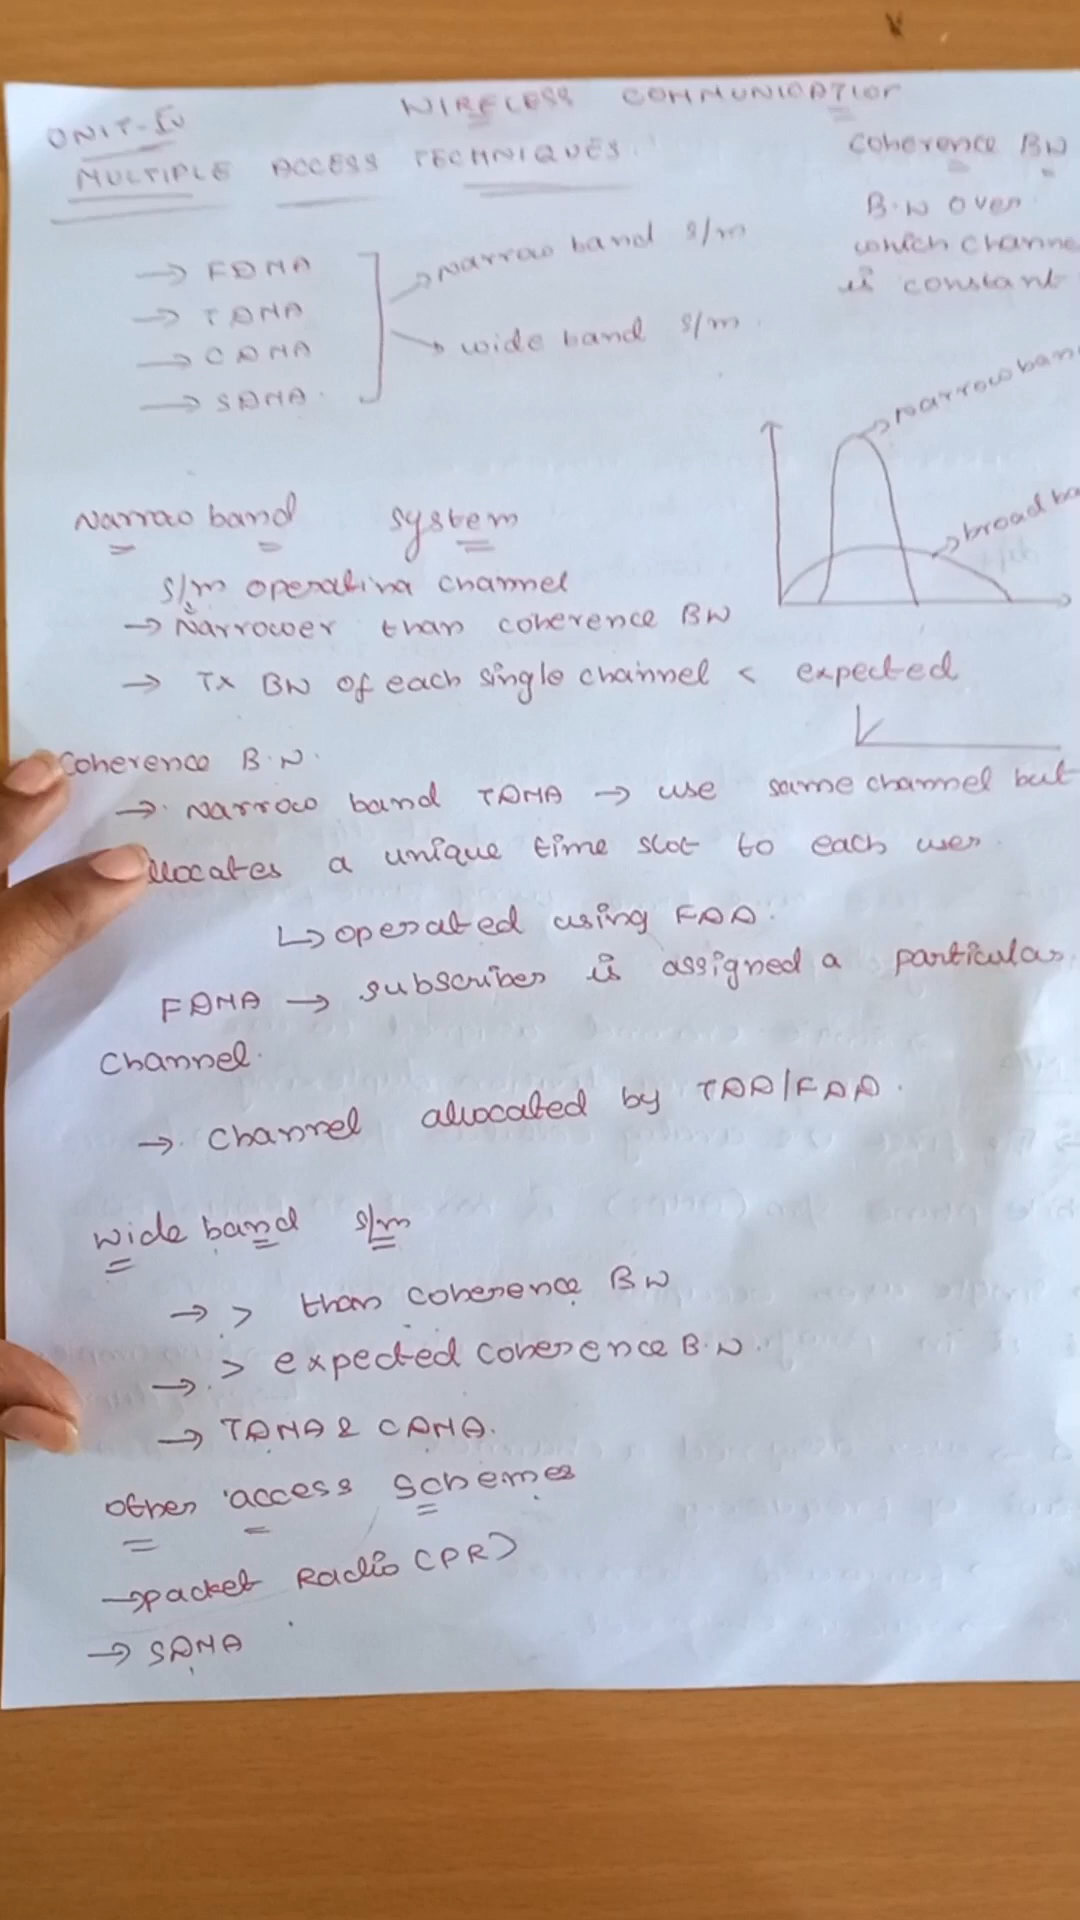 WIRELESS COMMUNICATION
UNIT-IV
MULTIPLE ACCESS TECHNIQUES.
Coherence BW
B.W over
which channe
is constant
→ FDMA
→ TDMA
→ CDMA
→ SDMA.
→ Narrow band s/m
→ wide band s/m.
→ Narrow ban
→ broad ba
Narrow band system
s/m operating channel
→ Narrower than coherence BW
→ TX BW of each single channel < expected
Coherence B.W.
→ Narrow band TDMA → use same channel but
allocates a unique time slot to each user.
↳ operated using FDD.
FDMA → subscriber is assigned a particular
Channel.
→ Channel allocated by TDD/FDD.
wide band s/m
→ > than coherence BW
→ > expected coherence B.W.
→ TDMA & CDMA.
other access schemes
→ packet Radio (PR)
→ SDMA